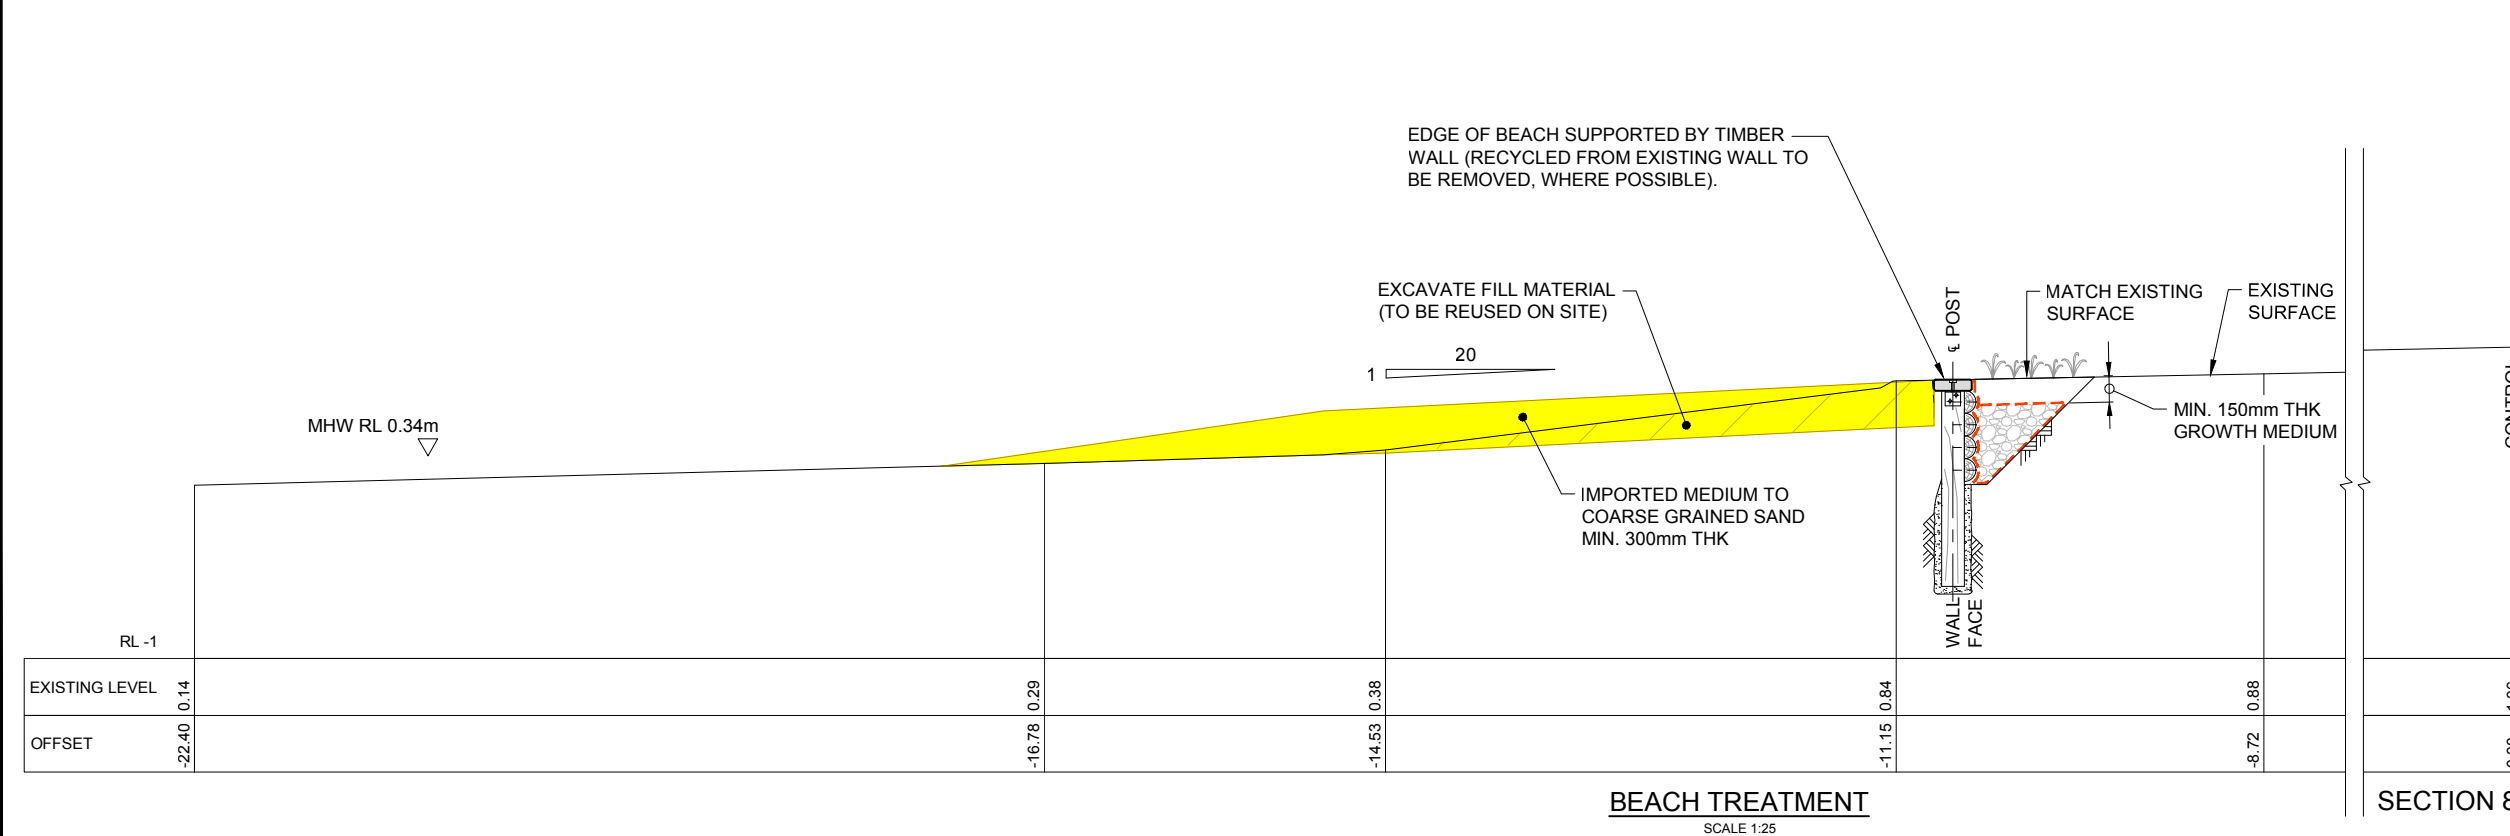 EDGE OF BEACH SUPPORTED BY TIMBER
WALL (RECYCLED FROM EXISTING WALL TO
BE REMOVED, WHERE POSSIBLE).
EXCAVATE FILL MATERIAL
(TO BE REUSED ON SITE)
℄ POST
MATCH EXISTING
SURFACE
EXISTING
SURFACE
20
1
MHW RL 0.34m
MIN. 150mm THK
GROWTH MEDIUM
IMPORTED MEDIUM TO
COARSE GRAINED SAND
MIN. 300mm THK
WALL
FACE
RL -1
EXISTING LEVEL 0.14 0.29 0.38 0.84 0.88
OFFSET -22.40 -16.78 -14.53 -11.15 -8.72
BEACH TREATMENT
SCALE 1:25
SECTION 8